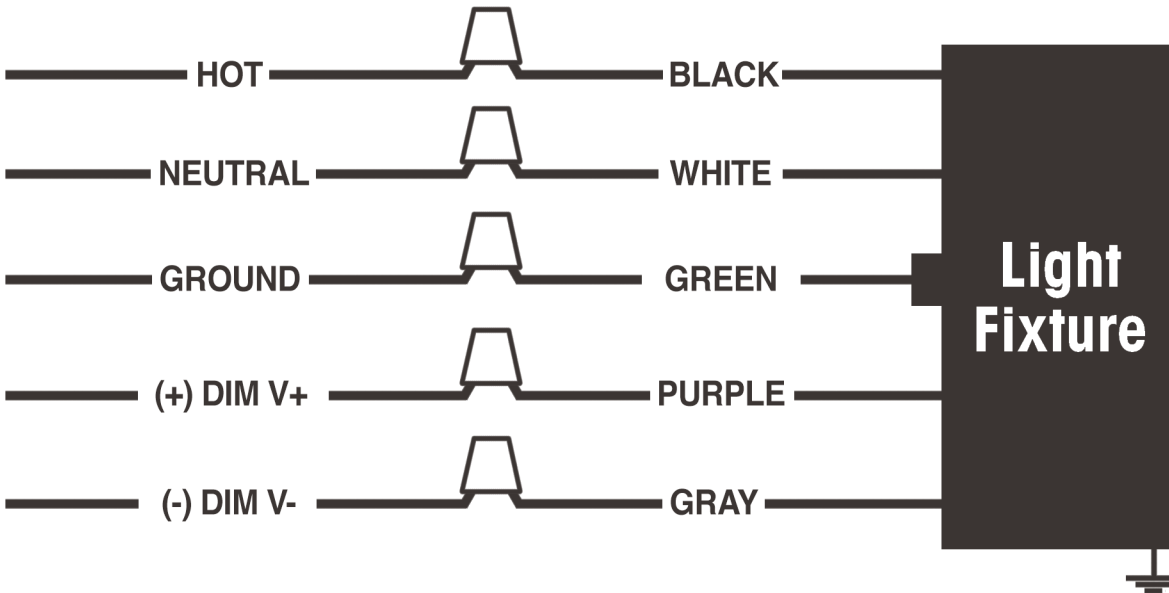 HOT BLACK
NEUTRAL WHITE
GROUND GREEN
(+) DIM V+ PURPLE
(-) DIM V- GRAY
Light
Fixture